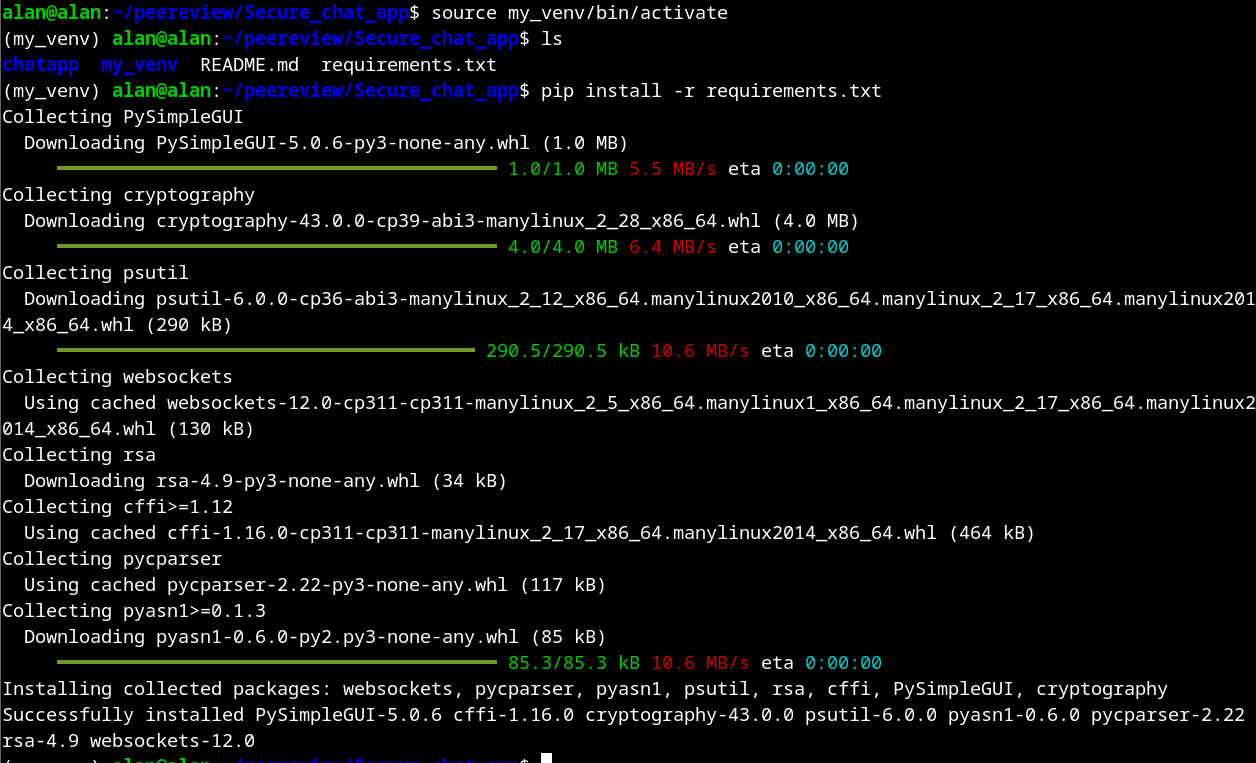 alan@alan:~/peereview/Secure_chat_app$ source my_venv/bin/activate
(my_venv) alan@alan:~/peereview/Secure_chat_app$ ls
chatapp  my_venv  README.md  requirements.txt
(my_venv) alan@alan:~/peereview/Secure_chat_app$ pip install -r requirements.txt
Collecting PySimpleGUI
  Downloading PySimpleGUI-5.0.6-py3-none-any.whl (1.0 MB)
1.0/1.0 MB 5.5 MB/s eta 0:00:00
Collecting cryptography
  Downloading cryptography-43.0.0-cp39-abi3-manylinux_2_28_x86_64.whl (4.0 MB)
4.0/4.0 MB 6.4 MB/s eta 0:00:00
Collecting psutil
  Downloading psutil-6.0.0-cp36-abi3-manylinux_2_12_x86_64.manylinux2010_x86_64.manylinux_2_17_x86_64.manylinux201
4_x86_64.whl (290 kB)
290.5/290.5 kB 10.6 MB/s eta 0:00:00
Collecting websockets
  Using cached websockets-12.0-cp311-cp311-manylinux_2_5_x86_64.manylinux1_x86_64.manylinux_2_17_x86_64.manylinux2
014_x86_64.whl (130 kB)
Collecting rsa
  Downloading rsa-4.9-py3-none-any.whl (34 kB)
Collecting cffi>=1.12
  Using cached cffi-1.16.0-cp311-cp311-manylinux_2_17_x86_64.manylinux2014_x86_64.whl (464 kB)
Collecting pycparser
  Using cached pycparser-2.22-py3-none-any.whl (117 kB)
Collecting pyasn1>=0.1.3
  Downloading pyasn1-0.6.0-py2.py3-none-any.whl (85 kB)
85.3/85.3 kB 10.6 MB/s eta 0:00:00
Installing collected packages: websockets, pycparser, pyasn1, psutil, rsa, cffi, PySimpleGUI, cryptography
Successfully installed PySimpleGUI-5.0.6 cffi-1.16.0 cryptography-43.0.0 psutil-6.0.0 pyasn1-0.6.0 pycparser-2.22
rsa-4.9 websockets-12.0
(my_venv) alan@alan:~/peereview/Secure_chat_app$